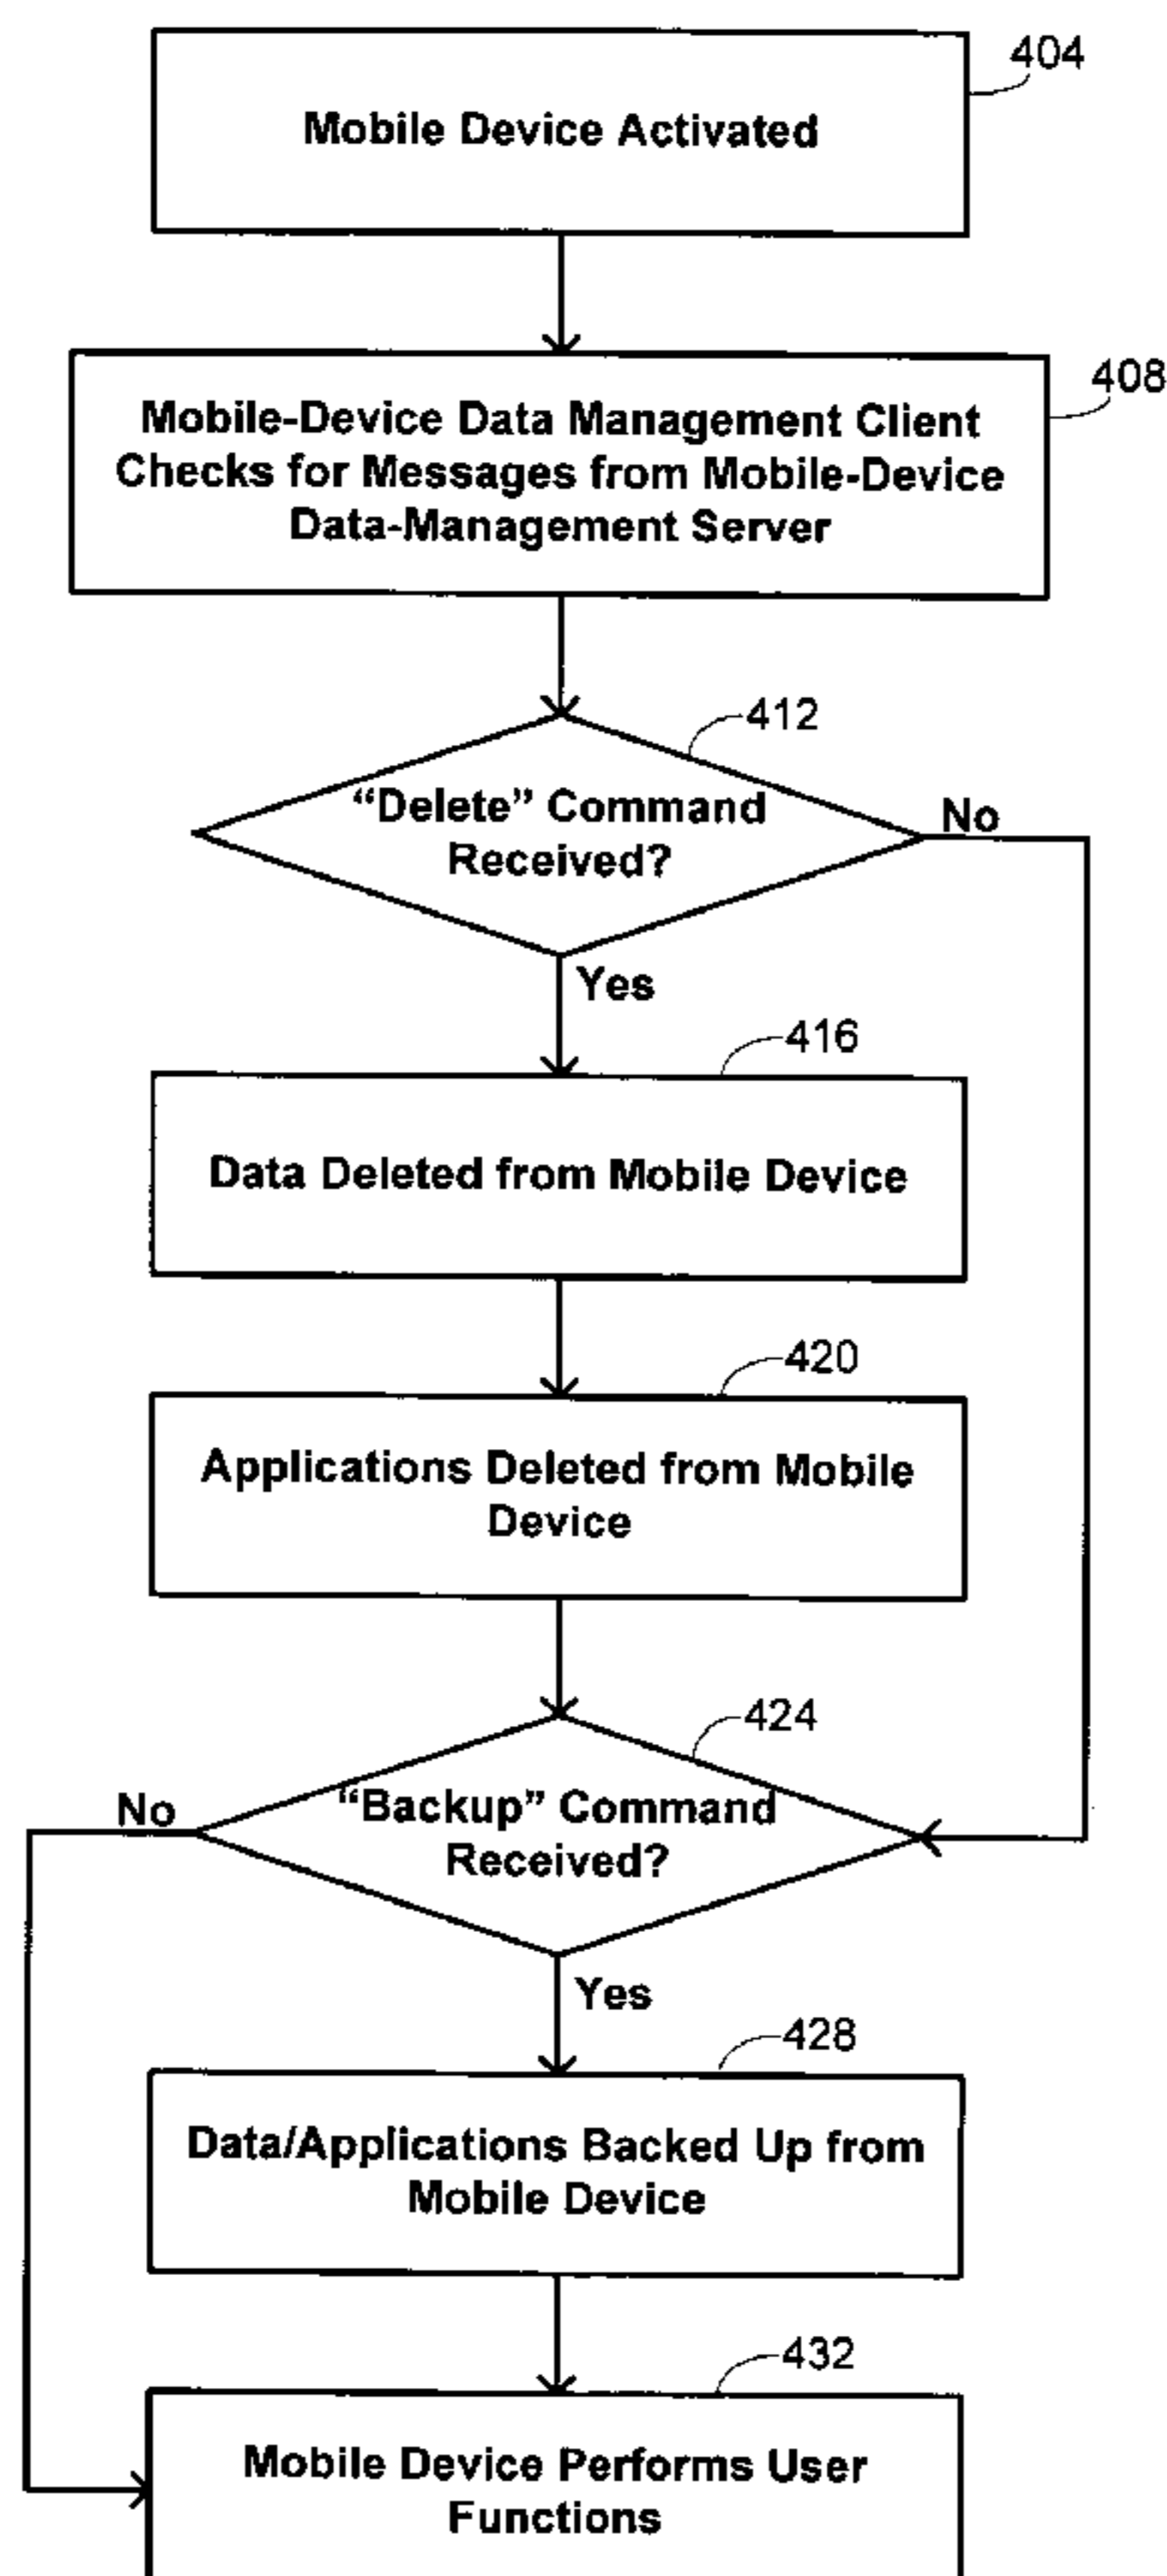 404
Mobile Device Activated
408
Mobile-Device Data Management Client
Checks for Messages from Mobile-Device
Data-Management Server
412
“Delete” Command
Received?
No
Yes
416
Data Deleted from Mobile Device
420
Applications Deleted from Mobile
Device
424
No
“Backup” Command
Received?
Yes
428
Data/Applications Backed Up from
Mobile Device
432
Mobile Device Performs User
Functions